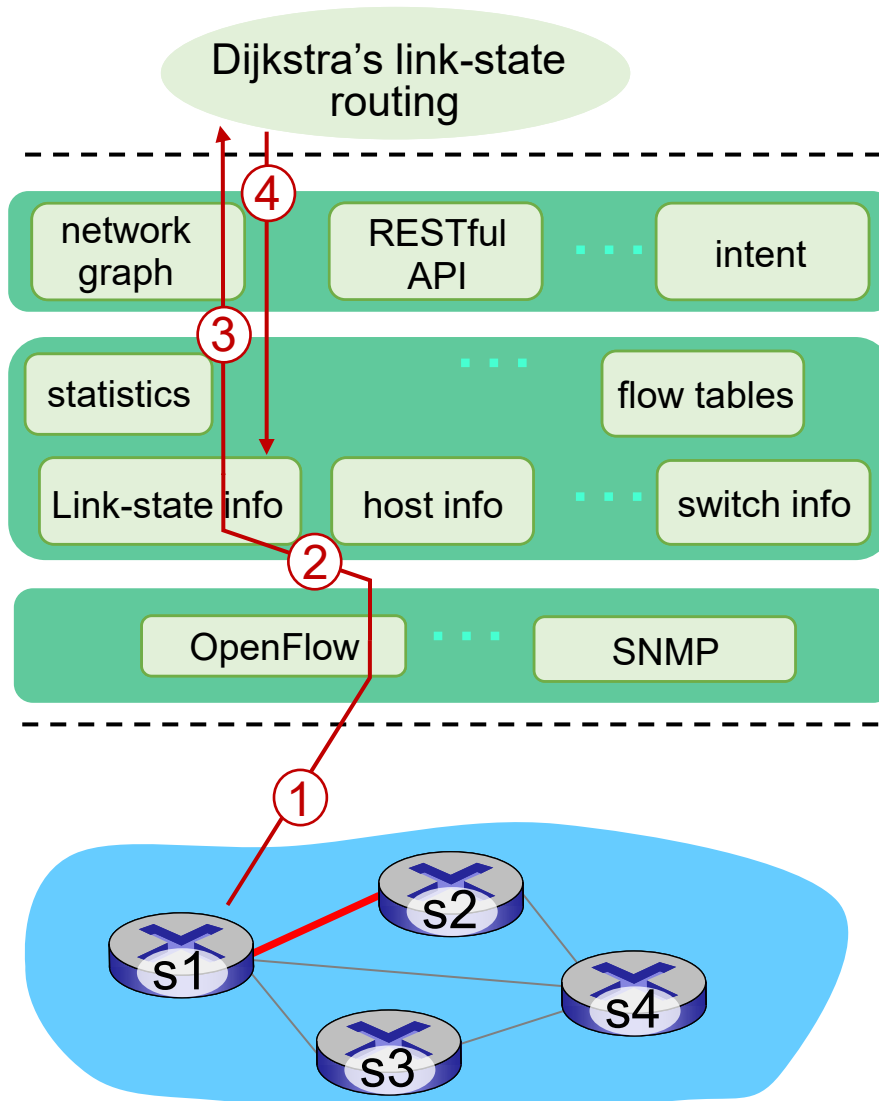 Dijkstra's link-state
routing
4
network
graph
RESTful
API
intent
3
statistics
flow tables
Link-state info
host info
switch info
2
OpenFlow
SNMP
1
s2
s1
s4
s3